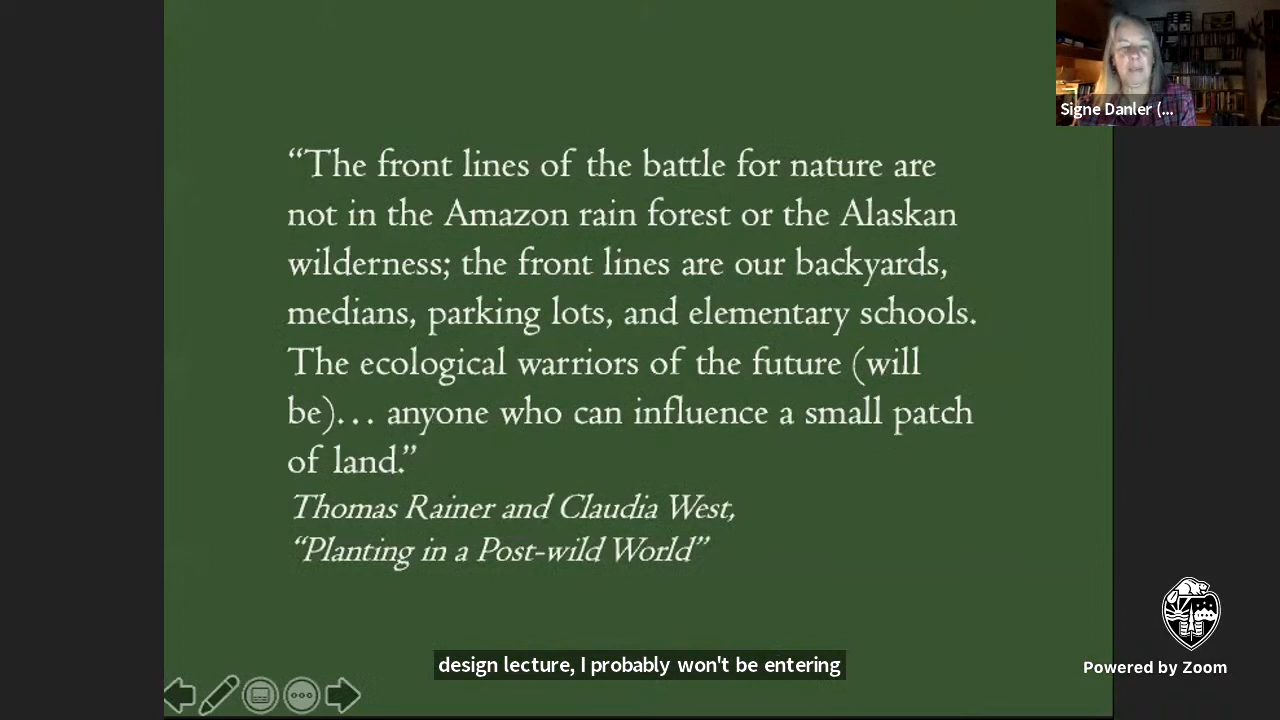 Signe Danler (...
“The front lines of the battle for nature are
not in the Amazon rain forest or the Alaskan
wilderness; the front lines are our backyards,
medians, parking lots, and elementary schools.
The ecological warriors of the future (will
be)… anyone who can influence a small patch
of land.”
Thomas Rainer and Claudia West,
“Planting in a Post-wild World”
design lecture, I probably won't be entering
Powered by Zoom